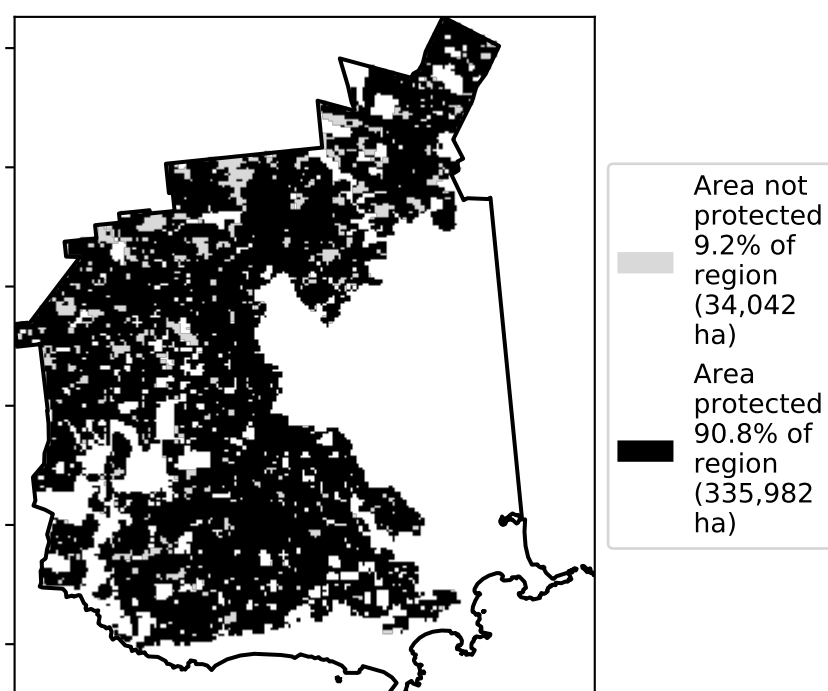 Area not
protected
9.2% of
region
(34,042
ha)
Area
protected
90.8% of
region
(335,982
ha)